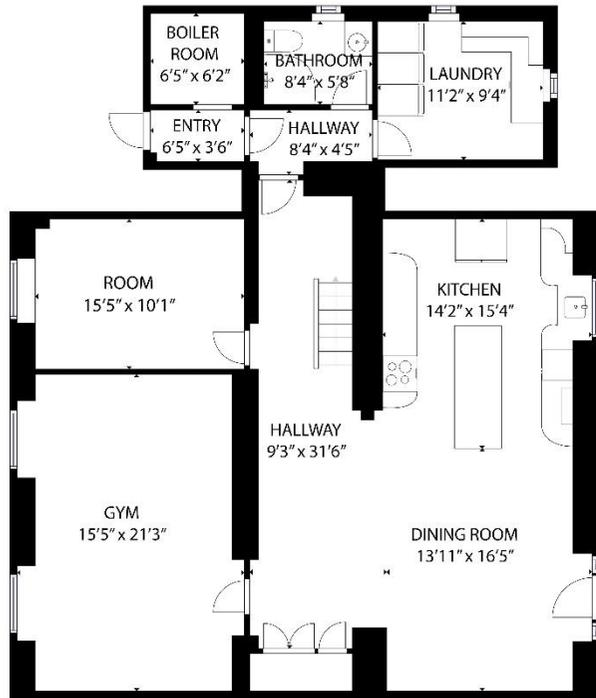 BOILER
ROOM
6'5" x 6'2"
BATHROOM
8'4" x 5'8"
LAUNDRY
11'2" x 9'4"
ENTRY
6'5" x 3'6"
HALLWAY
8'4" x 4'5"
ROOM
15'5" x 10'1"
KITCHEN
14'2" x 15'4"
HALLWAY
9'3" x 31'6"
GYM
15'5" x 21'3"
DINING ROOM
13'11" x 16'5"